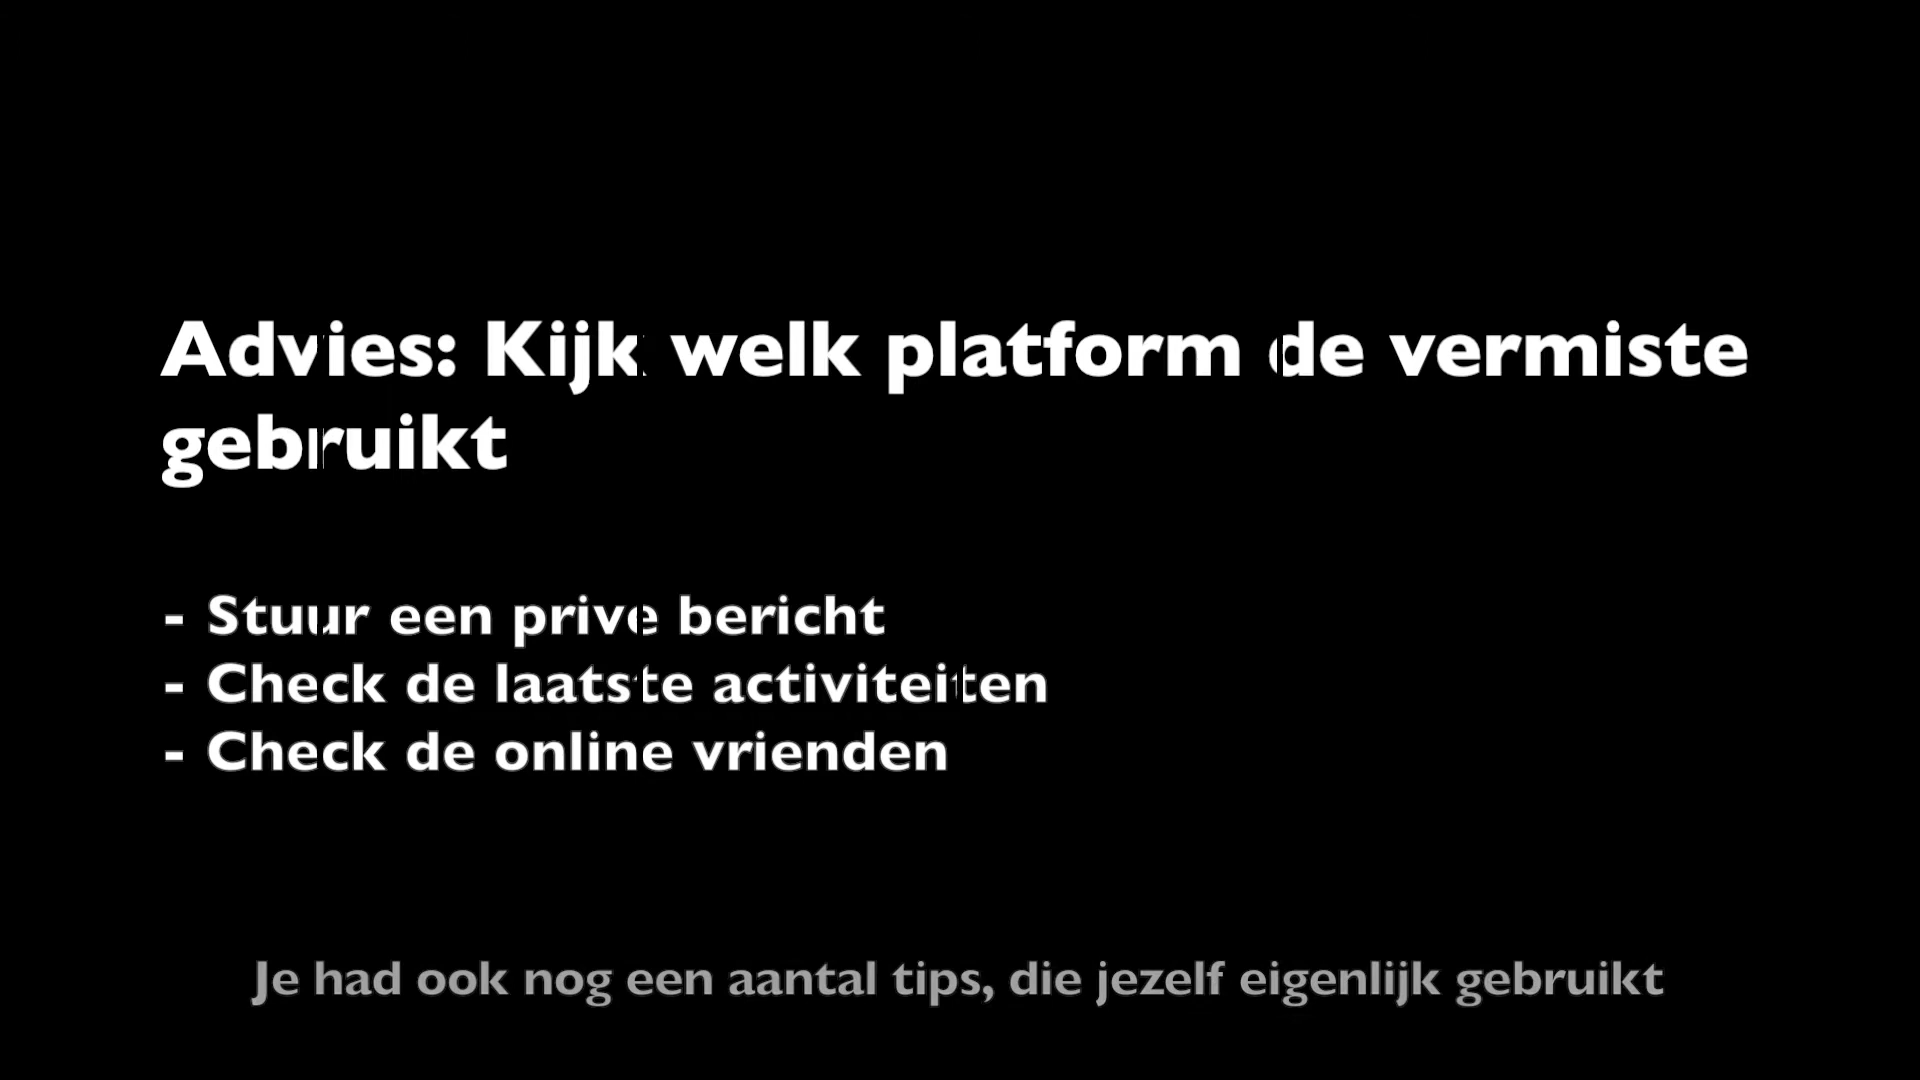 Advies: Kijk welk platform de vermiste
gebruikt
- Stuur een prive bericht
- Check de laatste activiteiten
- Check de online vrienden
Je had ook nog een aantal tips, die jezelf eigenlijk gebruikt